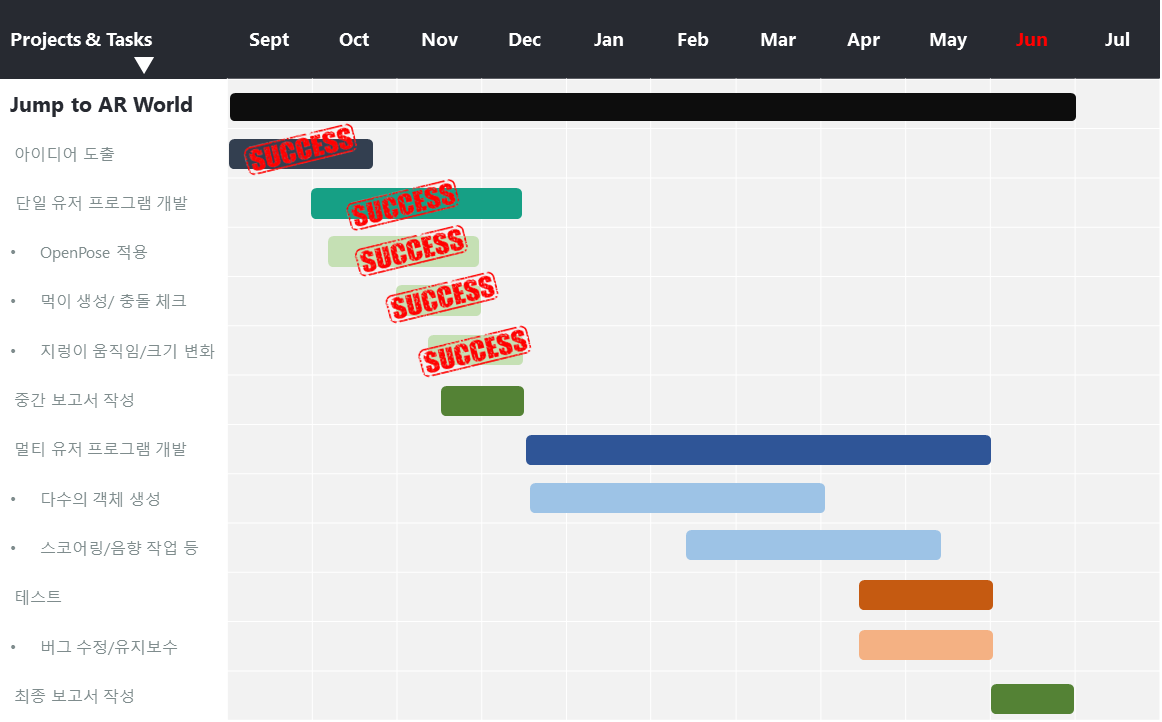 Projects & Tasks
Sept Oct Nov Dec Jan Feb Mar Apr May Jun Jul
Jump to AR World
아이디어 도출
SUCCESS
단일 유저 프로그램 개발
SUCCESS
• OpenPose 적용
SUCCESS
• 먹이 생성/ 충돌 체크
SUCCESS
• 지렁이 움직임/크기 변화
SUCCESS
중간 보고서 작성
멀티 유저 프로그램 개발
• 다수의 객체 생성
• 스코어링/음향 작업 등
테스트
• 버그 수정/유지보수
최종 보고서 작성